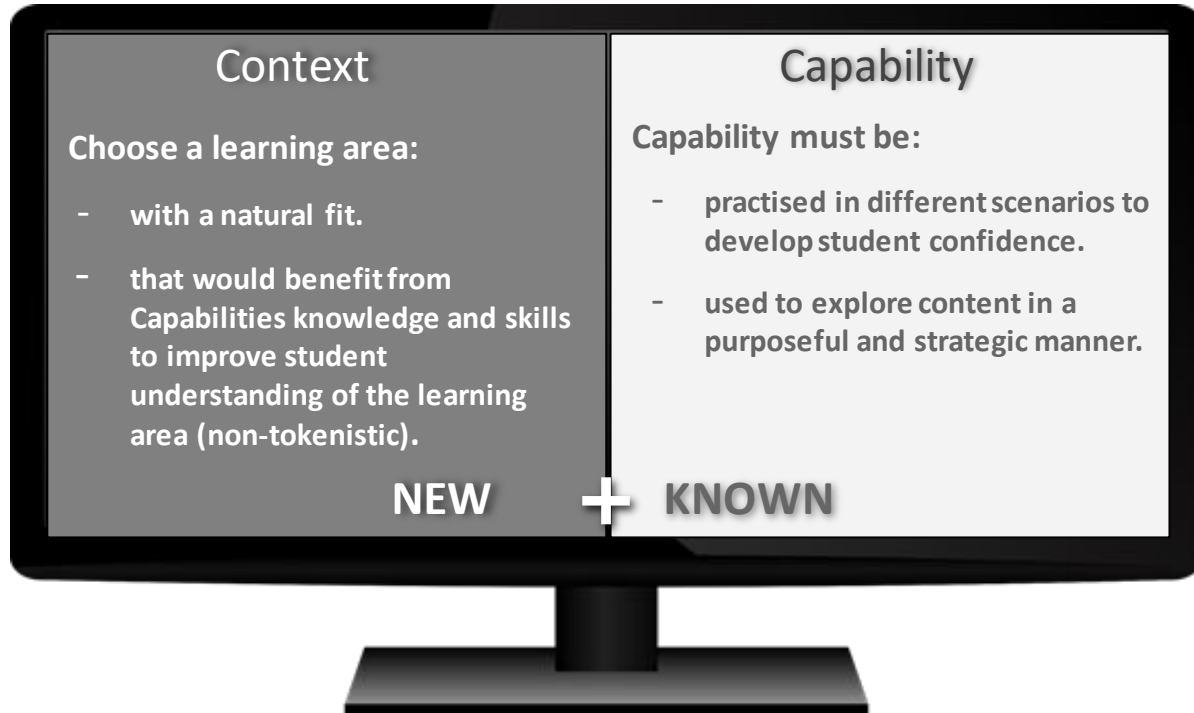 Context
Choose a learning area:
- with a natural fit.
- that would benefit from
Capabilities knowledge and skills
to improve student
understanding of the learning
area (non-tokenistic).
NEW
+
Capability
Capability must be:
- practised in different scenarios to
develop student confidence.
- used to explore content in a
purposeful and strategic manner.
KNOWN